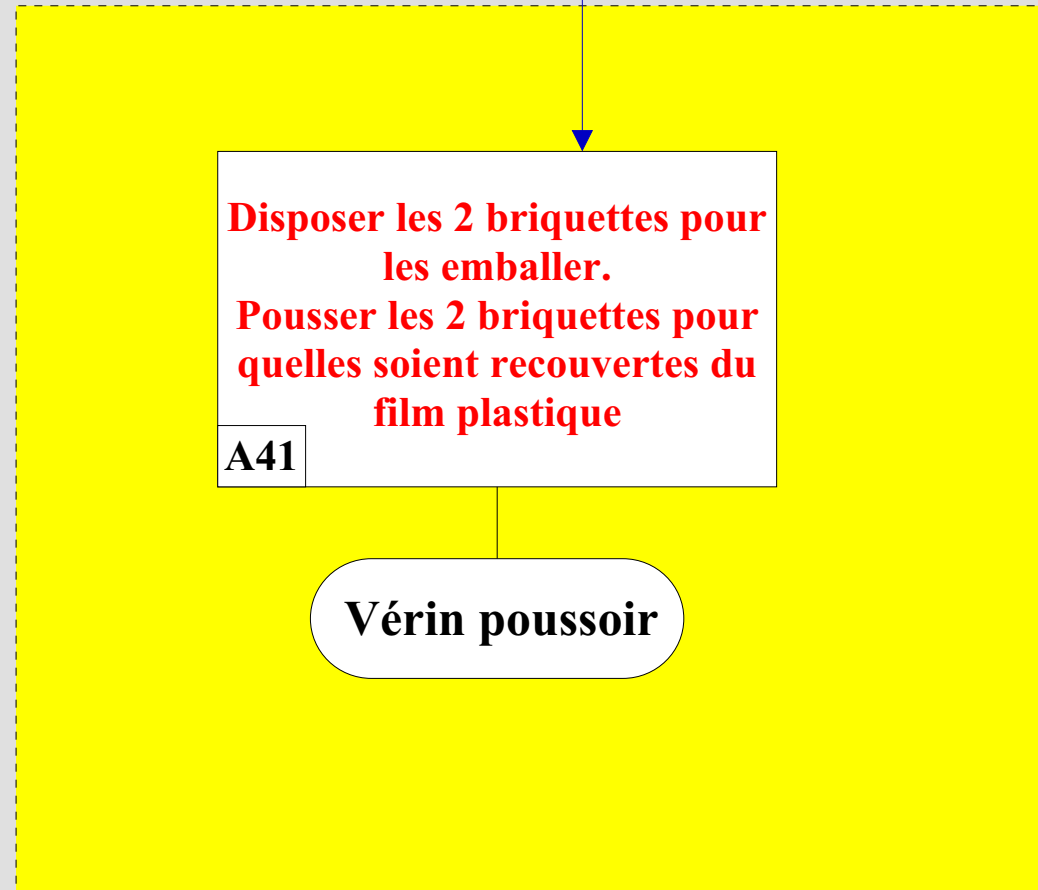 Disposer les 2 briquettes pour
les emballer.
Pousser les 2 briquettes pour
quelles soient recouvertes du
film plastique
A41
Vérin poussoir